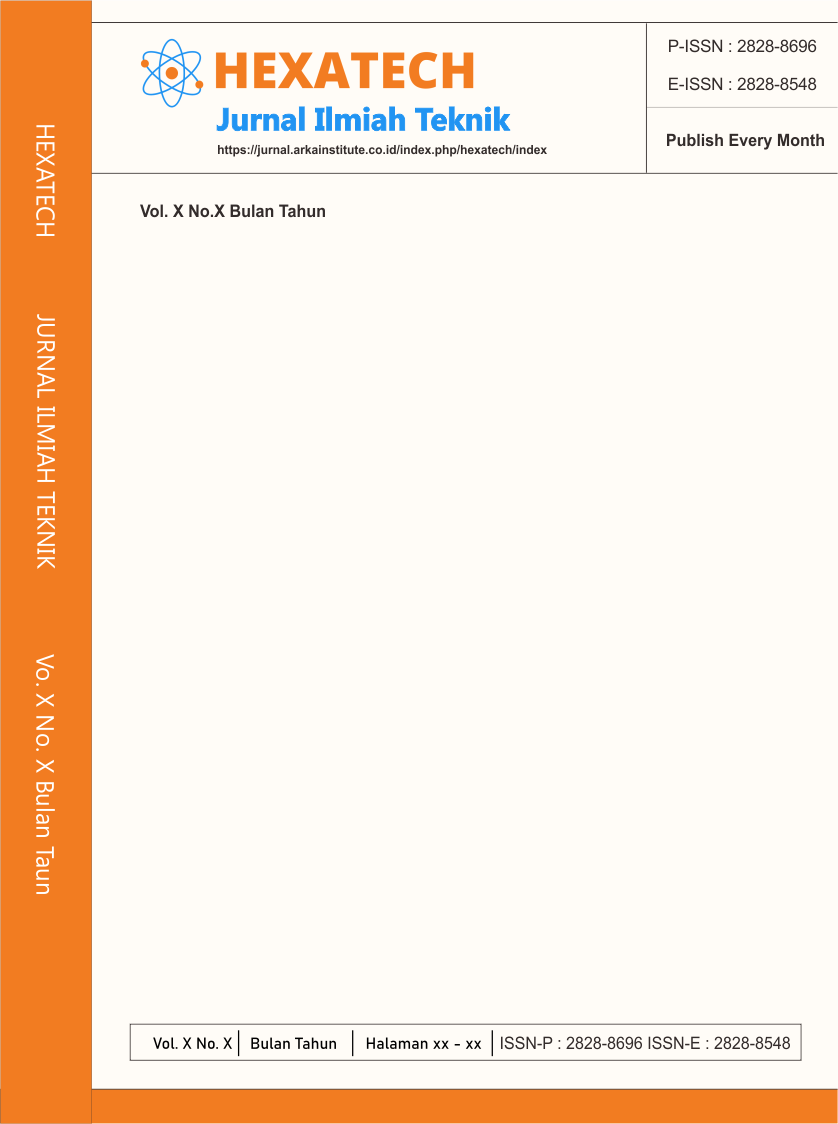 HEXATECH
Jurnal Ilmiah Teknik
https://jurnal.arkainstitute.co.id/index.php/hexatech/index
P-ISSN : 2828-8696
E-ISSN : 2828-8548
Publish Every Month
Vol. X No.X Bulan Tahun
HEXATECH
JURNAL ILMIAH TEKNIK
Vo. X No. X Bulan Taun
Vol. X No. X Bulan Tahun Halaman xx - xx ISSN-P : 2828-8696 ISSN-E : 2828-8548